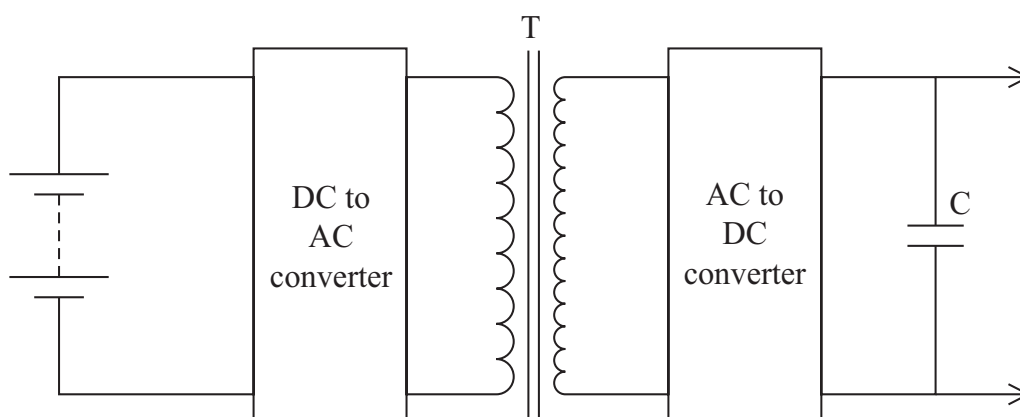 T
DC to
AC
converter
AC to
DC
converter
C